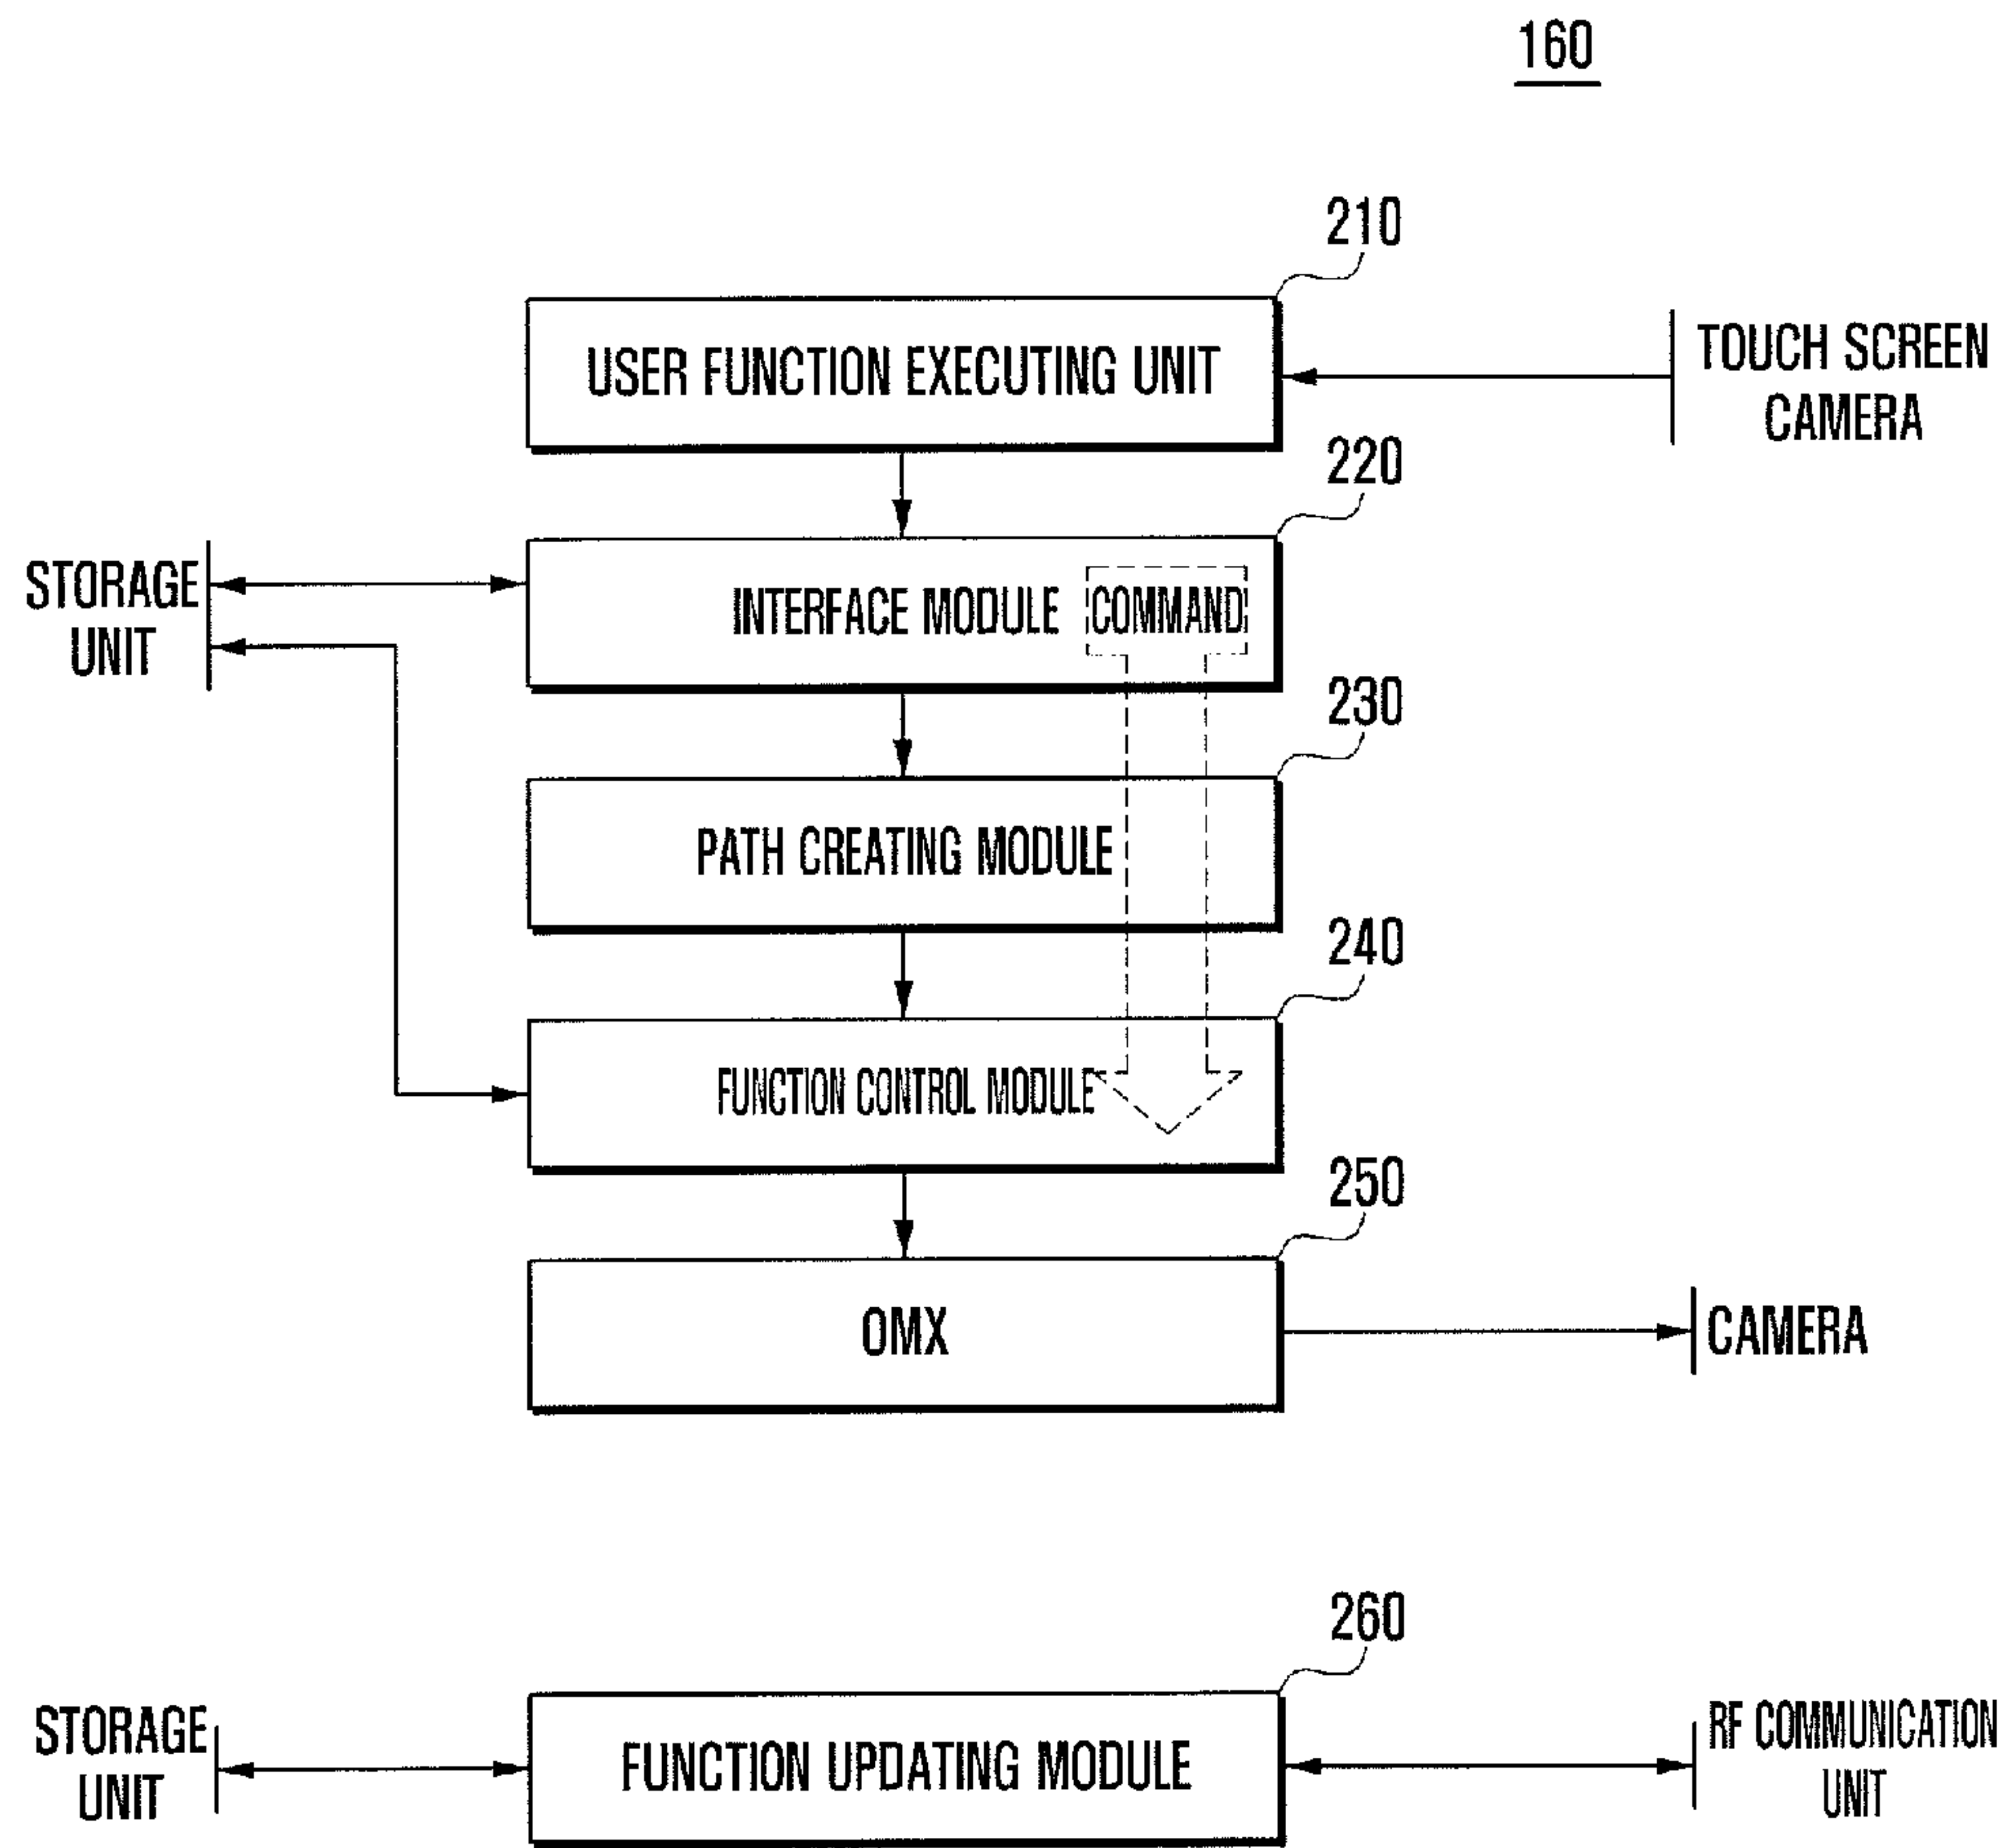 160
210
USER FUNCTION EXECUTING UNIT
TOUCH SCREEN
CAMERA
220
STORAGE
UNIT
INTERFACE MODULE
COMMAND
230
PATH CREATING MODULE
240
FUNCTION CONTROL MODULE
250
OMX
CAMERA
260
STORAGE
UNIT
FUNCTION UPDATING MODULE
RF COMMUNICATION
UNIT